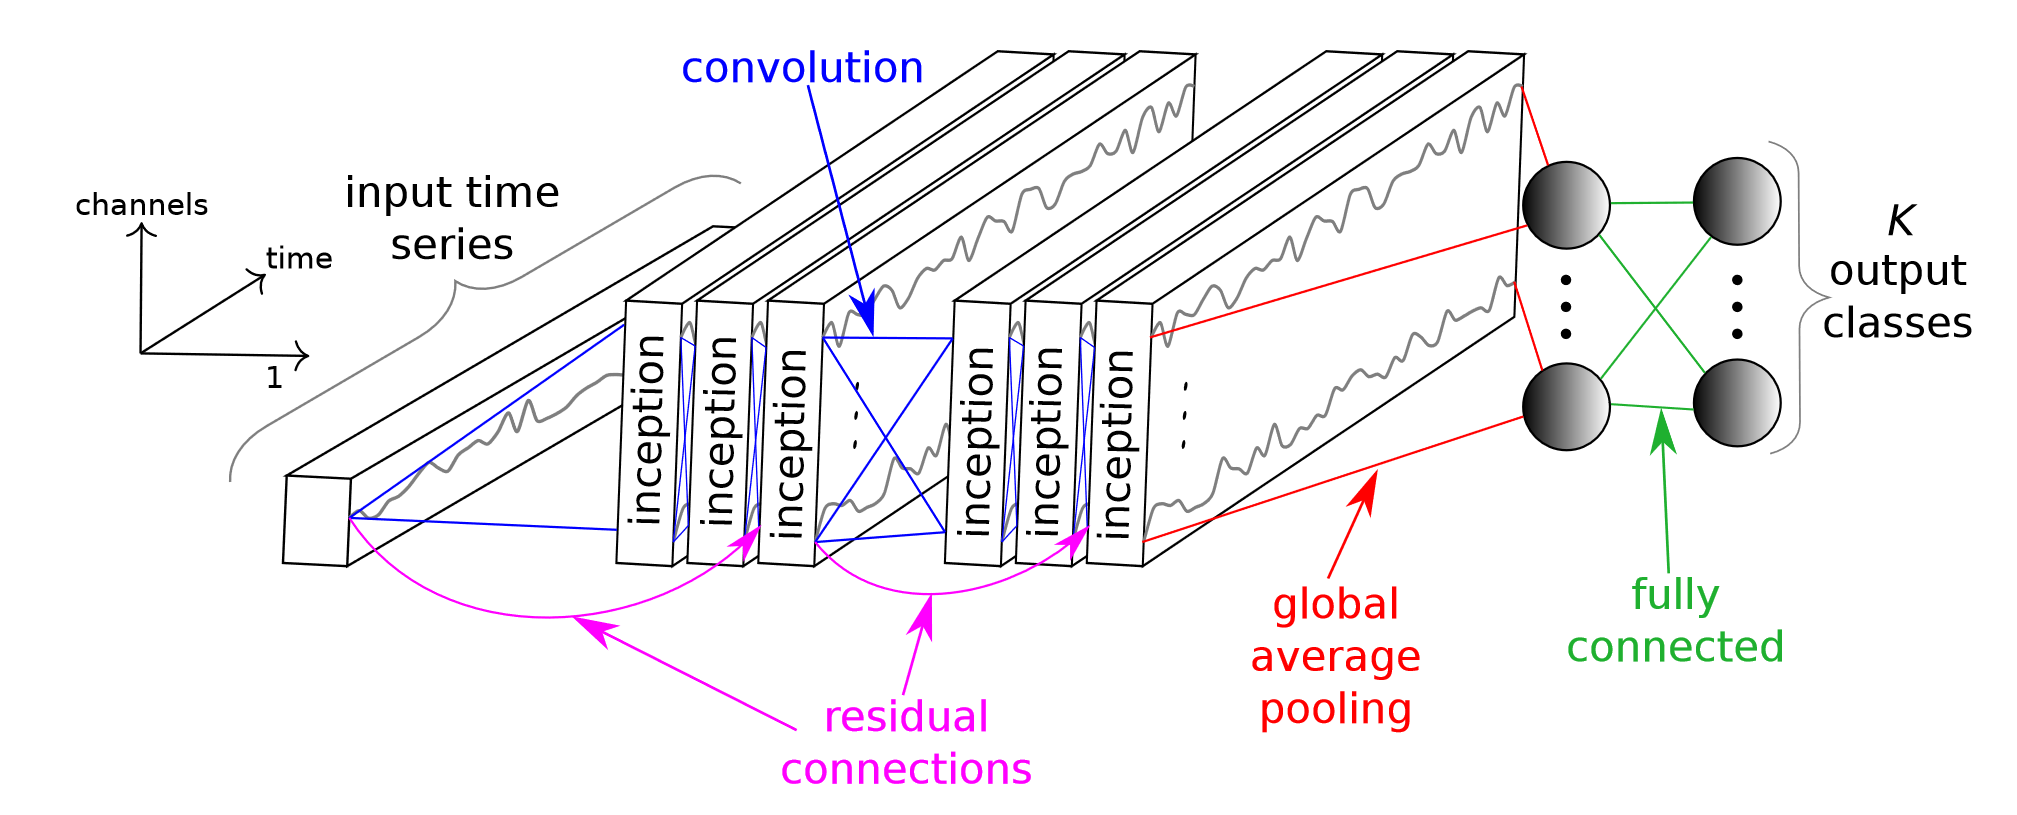 convolution
channels
time
1
input time
series
inception
inception
inception
inception
inception
inception
K
output
classes
residual
connections
global
average
pooling
fully
connected